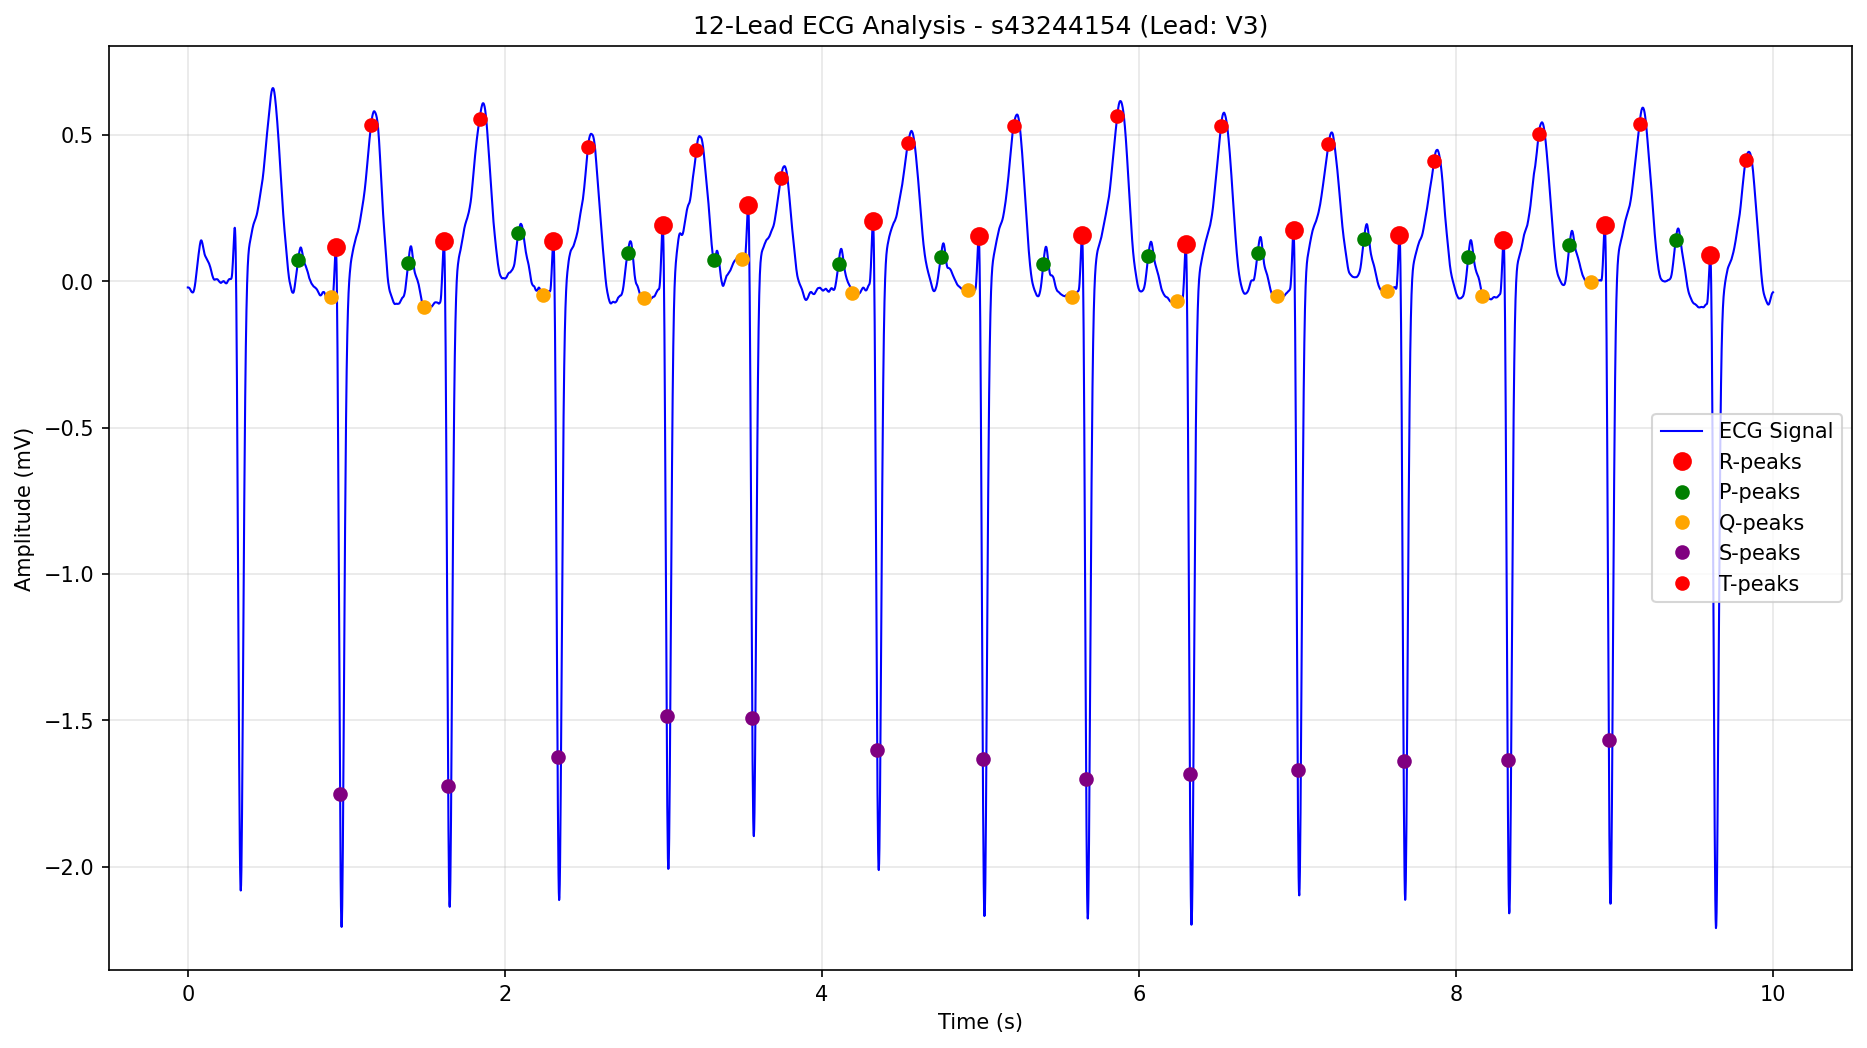 12-Lead ECG Analysis - s43244154 (Lead: V3)
Amplitude (mV)
0.5
0.0
−0.5
−1.0
−1.5
−2.0
ECG Signal
R-peaks
P-peaks
Q-peaks
S-peaks
T-peaks
0 2 4 6 8 10
Time (s)